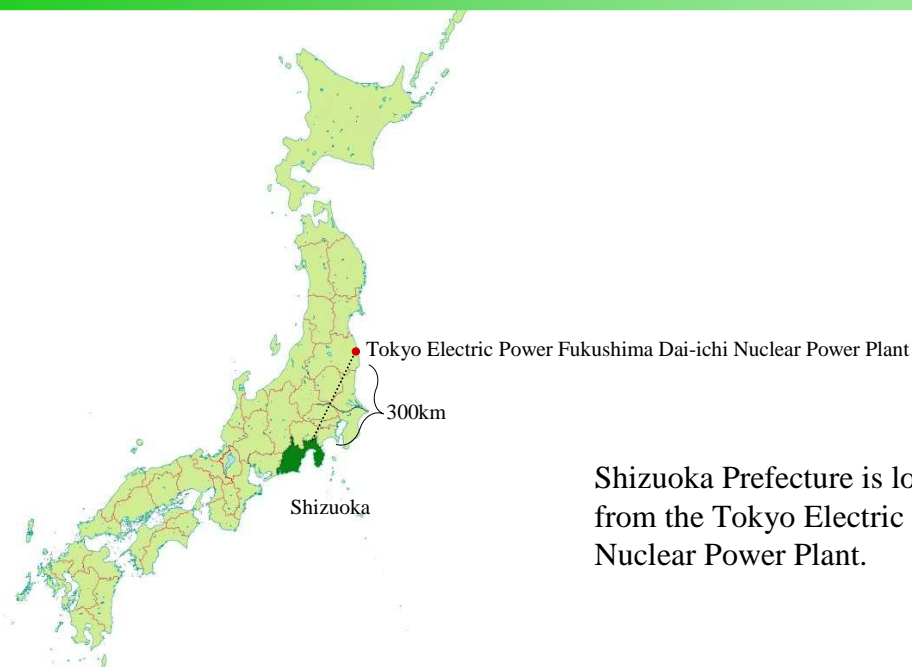 Tokyo Electric Power Fukushima Dai-ichi Nuclear Power Plant
300km
Shizuoka
Shizuoka Prefecture is
from the Tokyo Electric
Nuclear Power Plant.